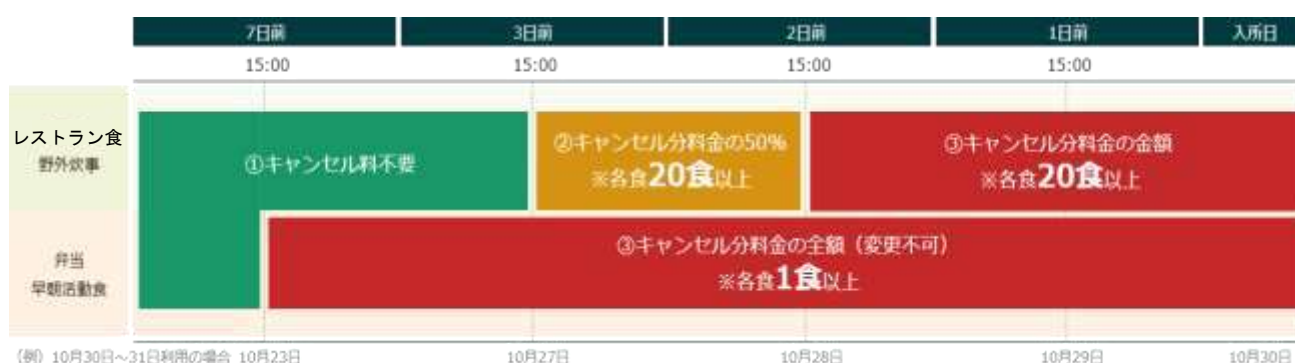 7日前 3日前 2日前 1日前 入所日
15:00 15:00 15:00 15:00
レストラン食
野外炊事
①キャンセル料不要
②キャンセル分料金の50%
※各食20食以上
③キャンセル分料金の金額
※各食20食以上
弁当
早朝活動食
③キャンセル分料金の全額（変更不可）
※各食1食以上
（例）10月30日～31日利用の場合 10月23日 10月27日 10月28日 10月29日 10月30日